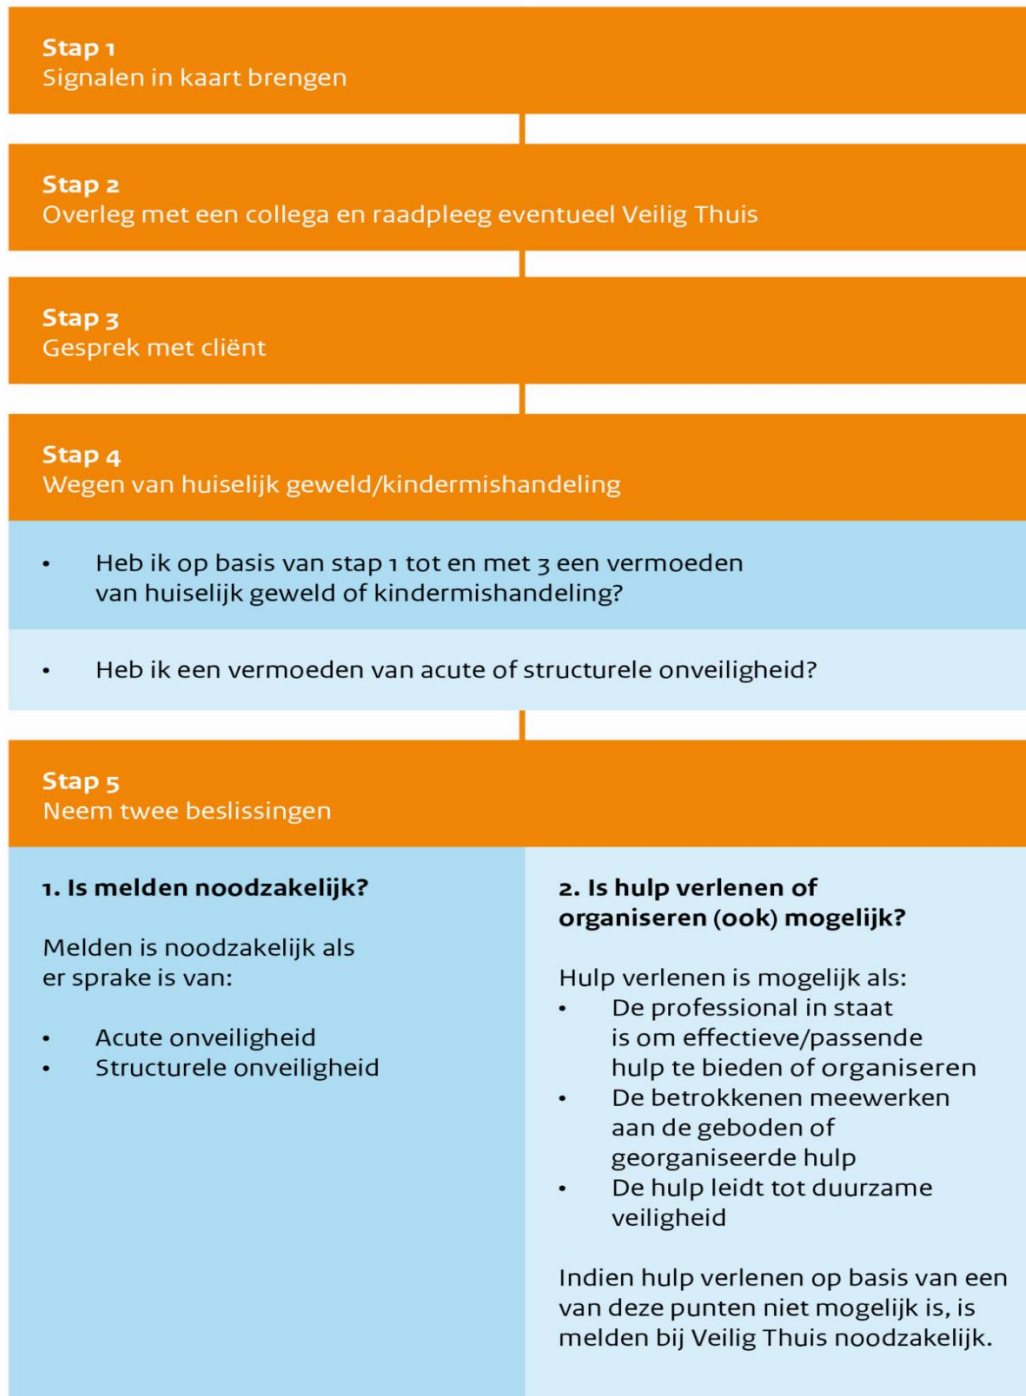 Stap 1
Signalen in kaart brengen
Stap 2
Overleg met een collega en raadpleeg eventueel Veilig Thuis
Stap 3
Gesprek met cliënt
Stap 4
Wegen van huiselijk geweld/kindermishandeling
• Heb ik op basis van stap 1 tot en met 3 een vermoeden
van huiselijk geweld of kindermishandeling?
• Heb ik een vermoeden van acute of structurele onveiligheid?
Stap 5
Neem twee beslissingen
1. Is melden noodzakelijk?
Melden is noodzakelijk als
er sprake is van:
• Acute onveiligheid
• Structurele onveiligheid
2. Is hulp verlenen of
organiseren (ook) mogelijk?
Hulp verlenen is mogelijk als:
• De professional in staat
is om effectieve/passende
hulp te bieden of organiseren
• De betrokkenen meewerken
aan de geboden of
georganiseerde hulp
• De hulp leidt tot duurzame
veiligheid
Indien hulp verlenen op basis van een
van deze punten niet mogelijk is, is
melden bij Veilig Thuis noodzakelijk.